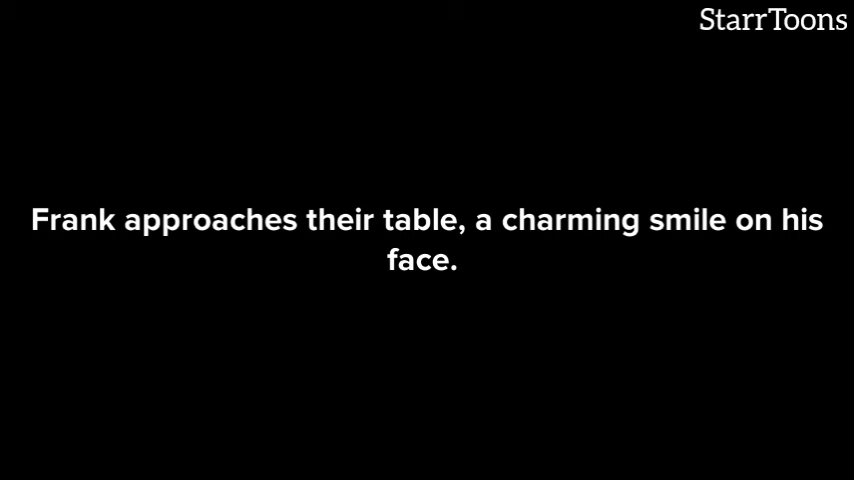 StarrToons
Frank approaches their table, a charming smile on his
face.